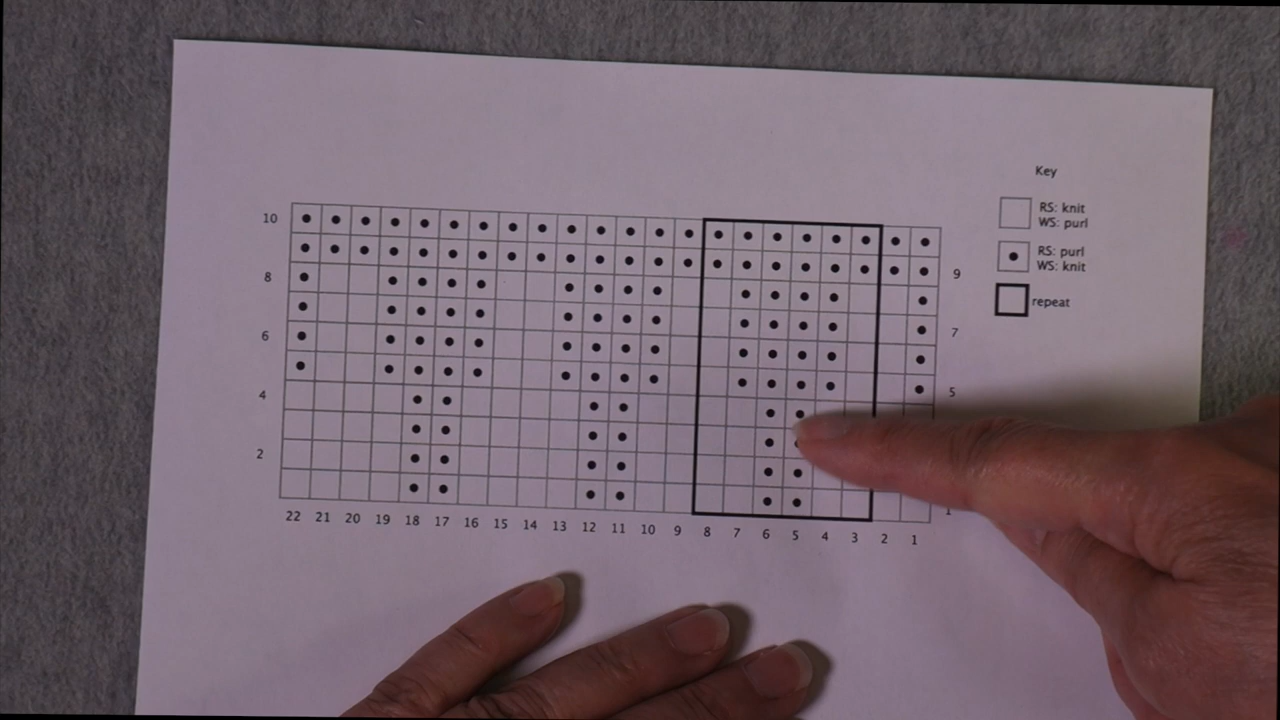 Key
RS: knit
WS: purl
RS: purl
WS: knit
repeat
10
9
8
7
6
5
4
2
1
22 21 20 19 18 17 16 15 14 13 12 11 10 9 8 7 6 5 4 3 2 1